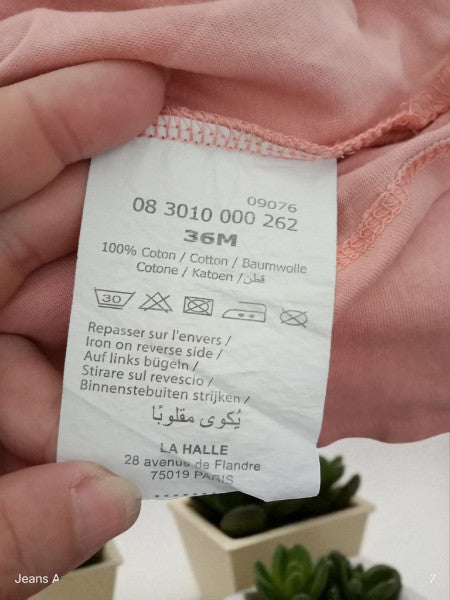 09076
08 3010 000 262
36M
100% Coton / Cotton / Baumwolle
Cotone / Katoen / قطن
30
Repasser sur l'envers /
Iron on reverse side /
Auf links bügeln /
Stirare sul revescio /
Binnenstebuiten strijken /
يُكوى مقلوبًا
LA HALLE
28 avenue de Flandre
75019 PARIS
Jeans A